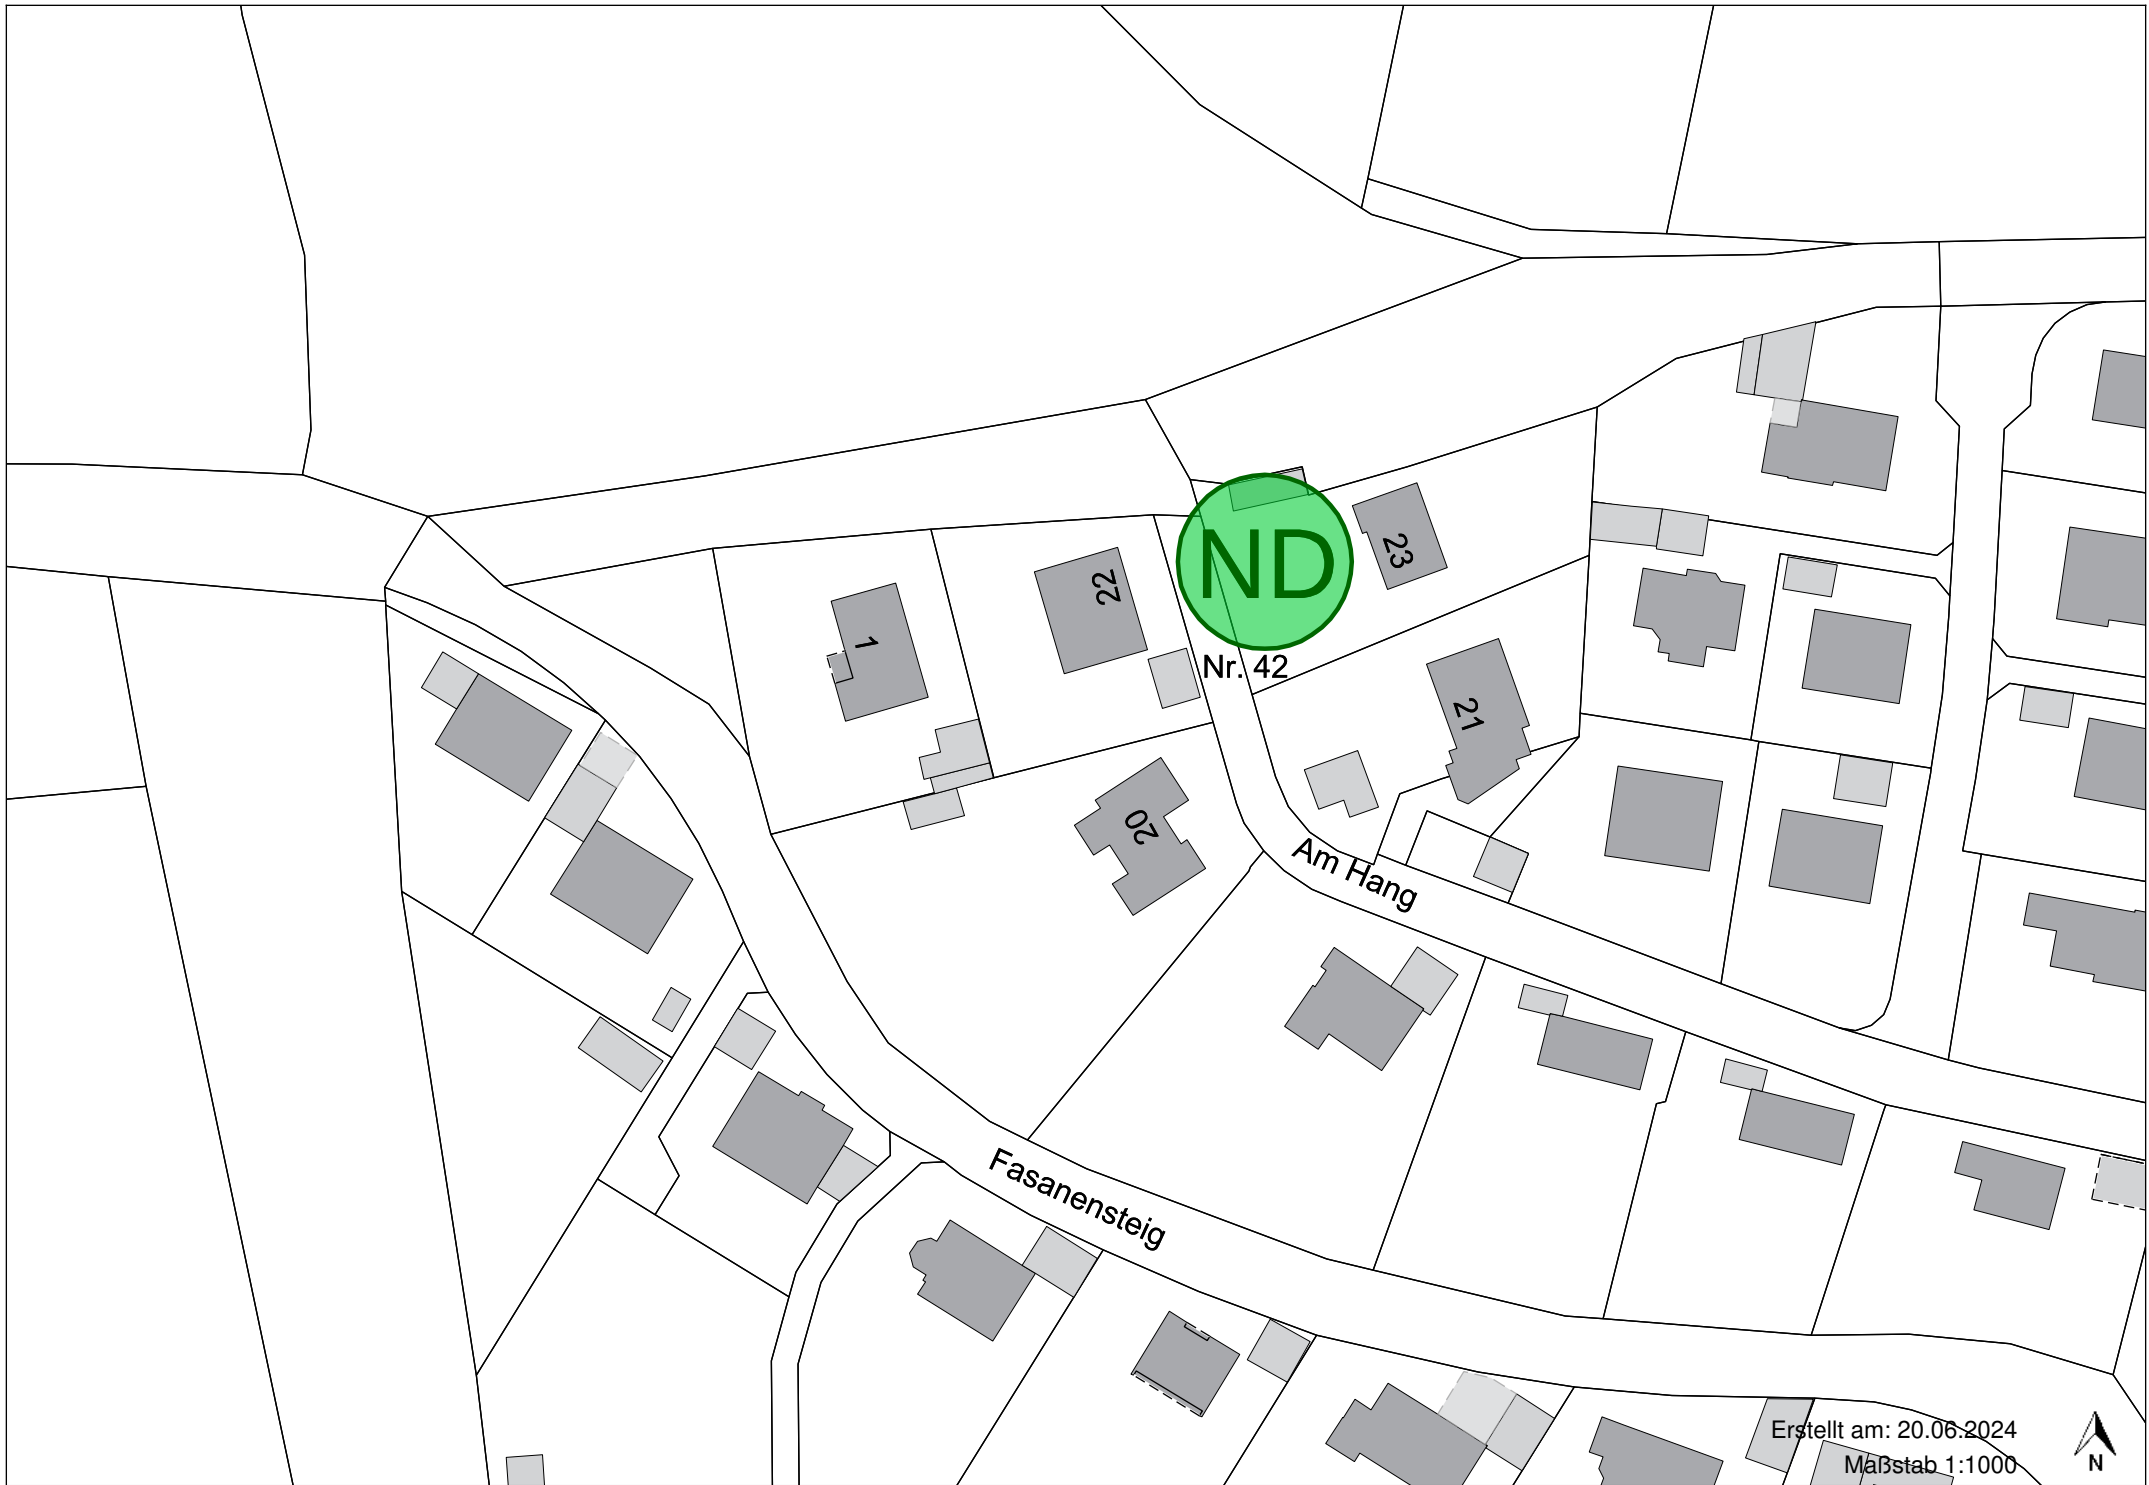 ND
23
22
1
Nr. 42
21
20
Am Hang
Fasanensteig
Erstellt am: 20.06.2024
Maßstab 1:1000
N